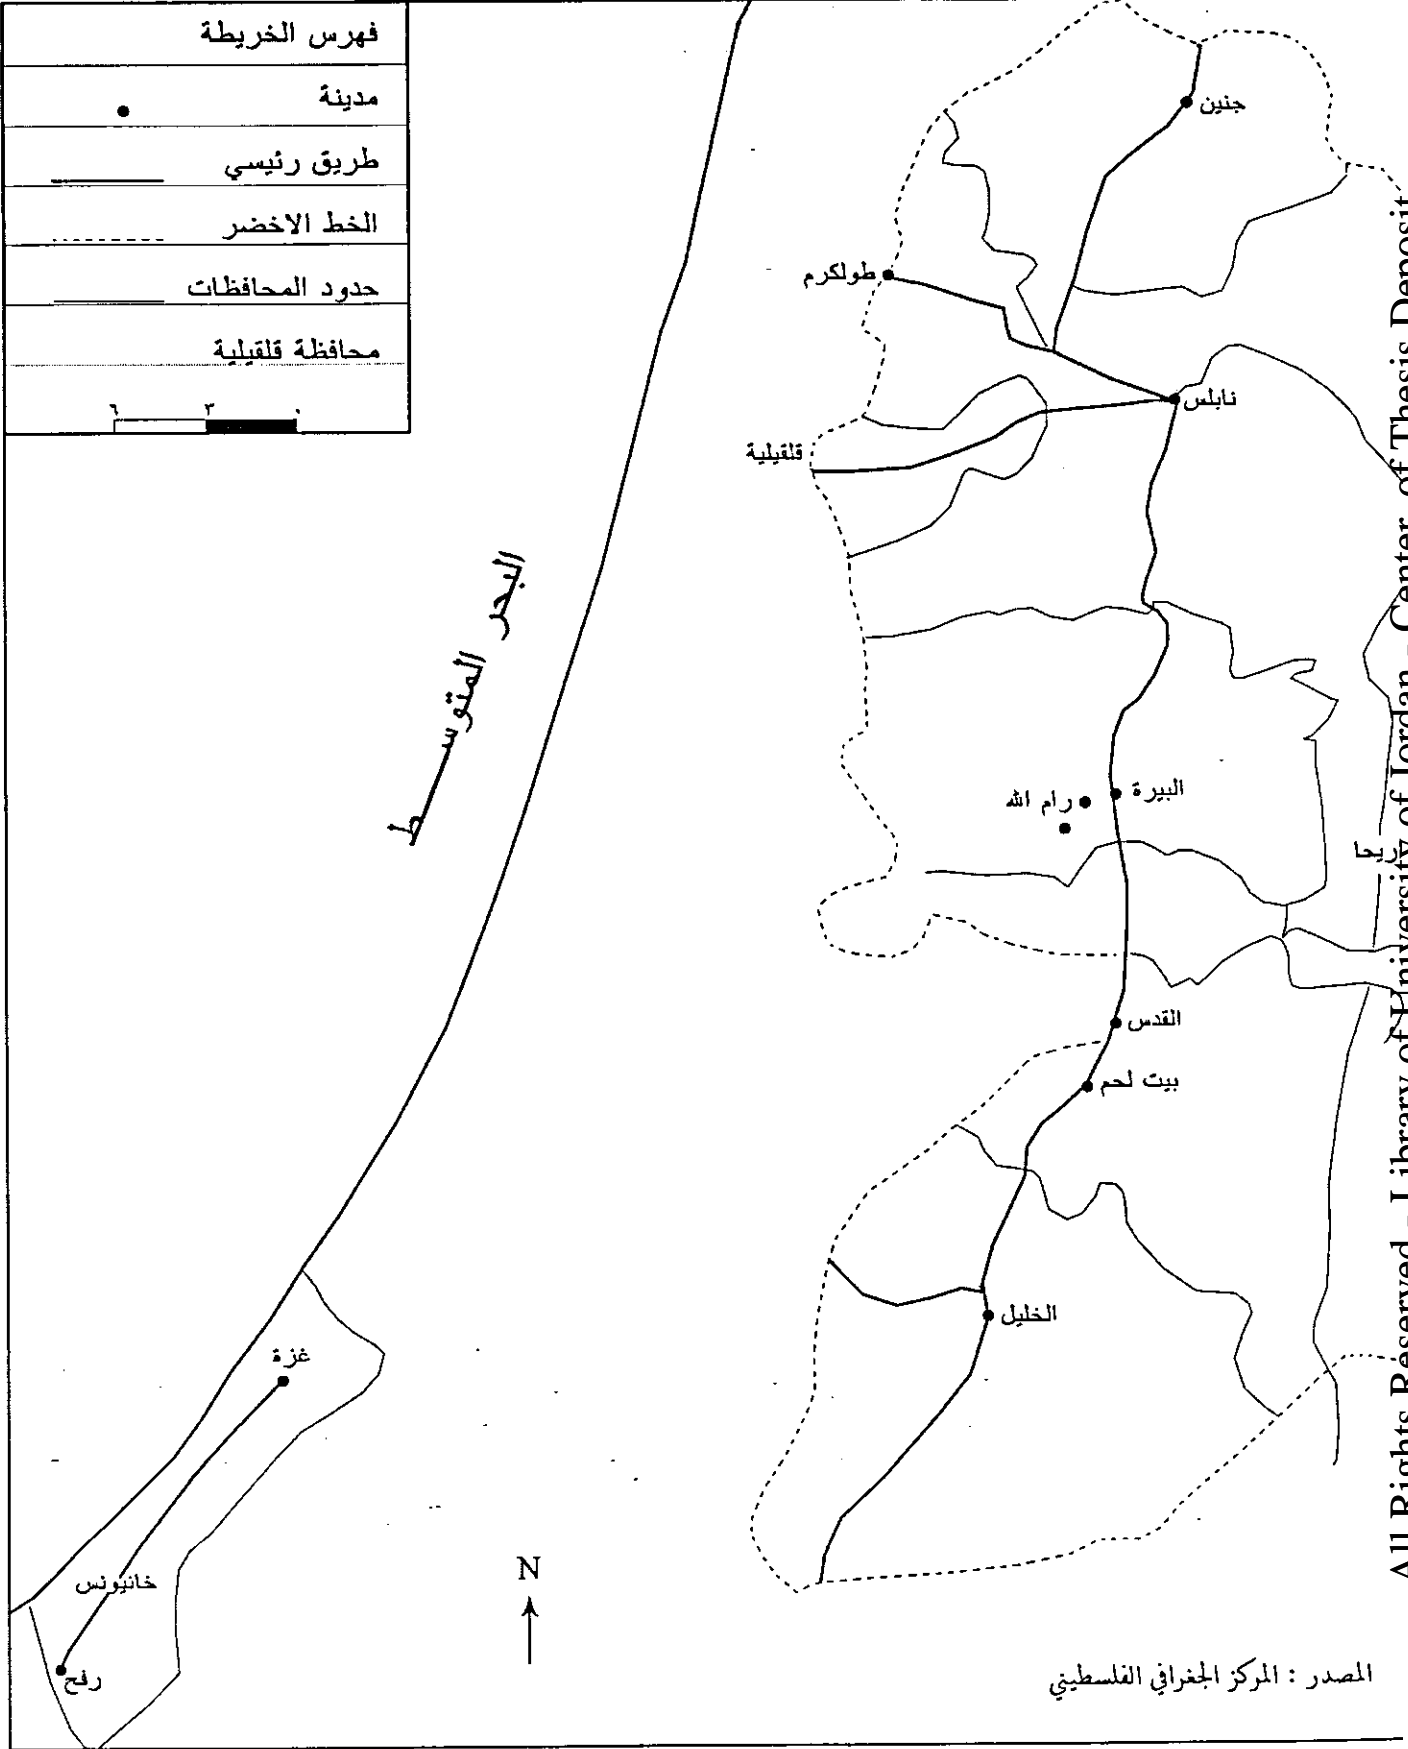 فهرس الخريطة
مدينة
طريق رئيسي
الخط الاخضر
حدود المحافظات
محافظة قلقيلية
٦ ٣ ٠
جنين
طولكرم
نابلس
قلقيلية
البحر المتوسط
البيرة
رام الله
ريحا
القدس
بيت لحم
الخليل
غزة
خانيونس
رفح
N
المصدر : المركز الجغرافي الفلسطيني
All Rights Reserved - Library of University of Jordan - Center of Thesis Deposit